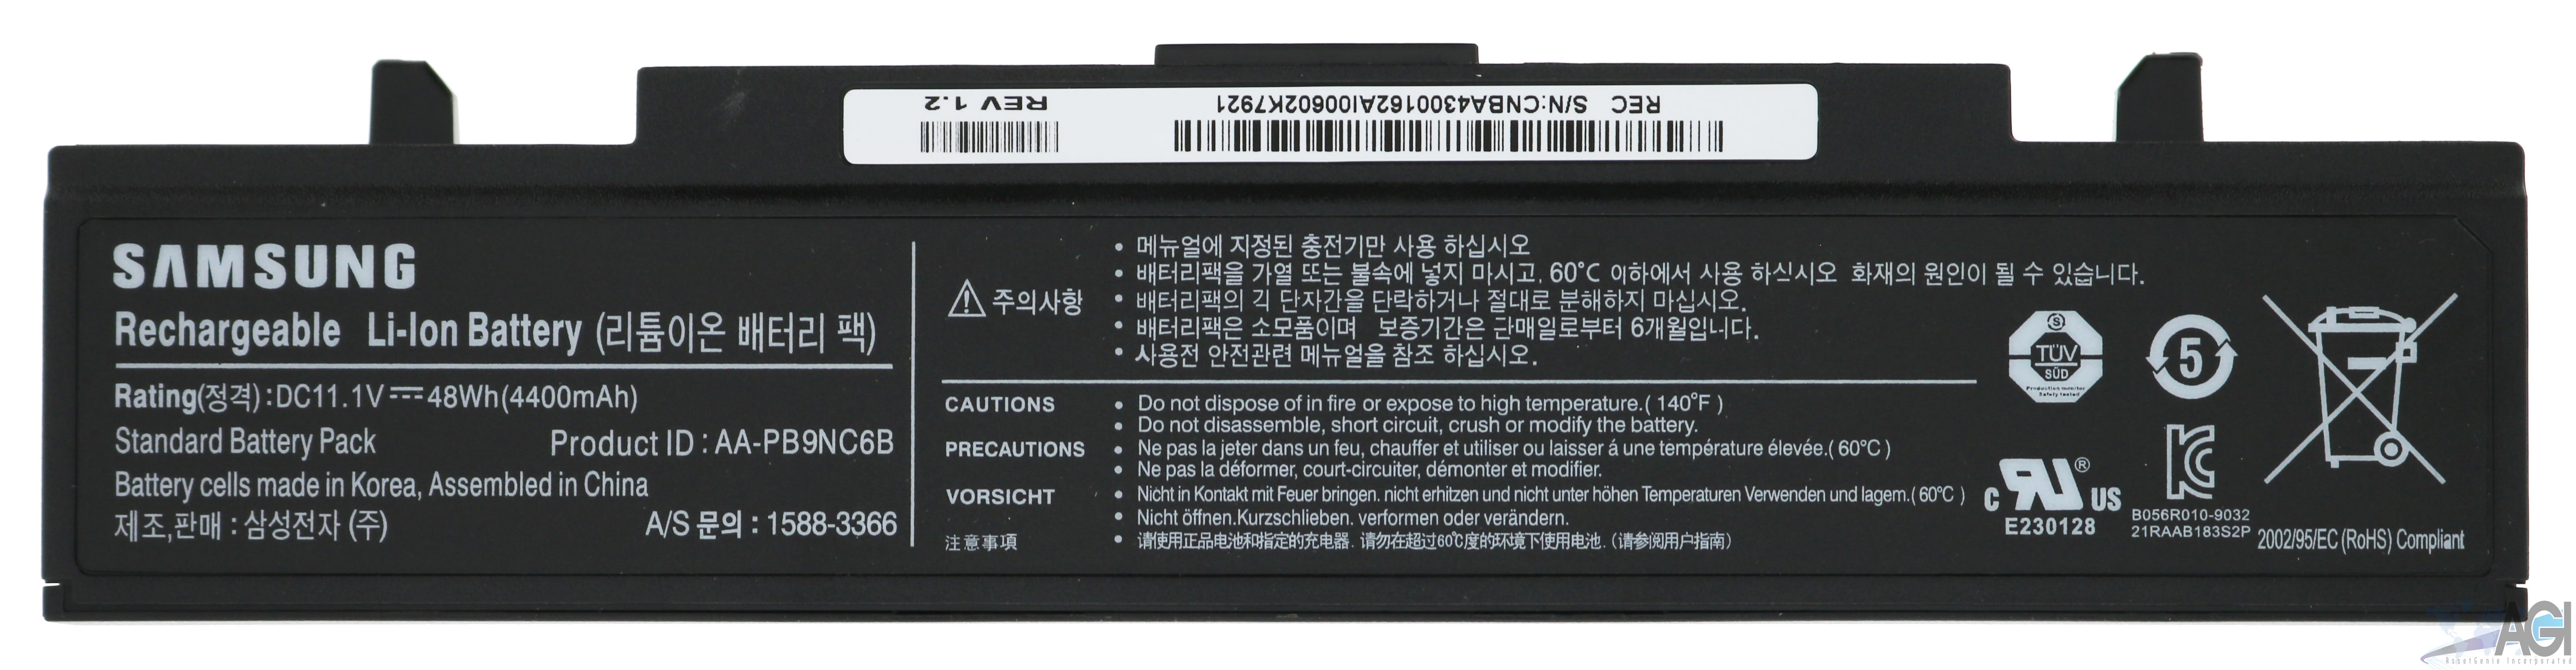 REC S/N:CNBA4300162AI00602K7921 REV 1.2
SAMSUNG
Rechargeable Li-Ion Battery (리튬이온 배터리 팩)
Rating(정격) : DC11.1V 48Wh(4400mAh)
Standard Battery Pack Product ID : AA-PB9NC6B
Battery cells made in Korea, Assembled in China
제조,판매 : 삼성전자 (주) A/S 문의 : 1588-3366
주의사항
• 메뉴얼에 지정된 충전기만 사용 하십시오
• 배터리팩을 가열 또는 불속에 넣지 마시고, 60°C 이하에서 사용 하십시오 화재의 원인이 될 수 있습니다.
• 배터리팩의 각 단자간을 단락하거나 절대로 분해하지 마십시오.
• 배터리팩은 소모품이며 보증기간은 판매일로부터 6개월입니다.
• 사용전 안전관련 메뉴얼을 참조 하십시오.
CAUTIONS
• Do not dispose of in fire or expose to high temperature.( 140°F )
• Do not disassemble, short circuit, crush or modify the battery.
PRECAUTIONS
• Ne pas la jeter dans un feu, chauffer et utiliser ou laisser á une température élevée.( 60°C )
• Ne pas la déformer, court-circuiter, démonter et modifier.
VORSICHT
• Nicht in Kontakt mit Feuer bringen. nicht erhitzen und nicht unter höhen Temperaturen Verwenden und lagern.( 60°C )
• Nicht öffnen.Kurzschlieben. verformen oder verändern.
注意事項
• 请使用正品电池和指定的充电器. 请勿在超过60℃度的环境下使用电池. (请参阅用户指南)
S
TÜV
SÜD
Production monitor
Safety tested
5
c UR ® US
E230128
KC
B056R010-9032
21RAAB183S2P
2002/95/EC (RoHS) Compliant
AGI